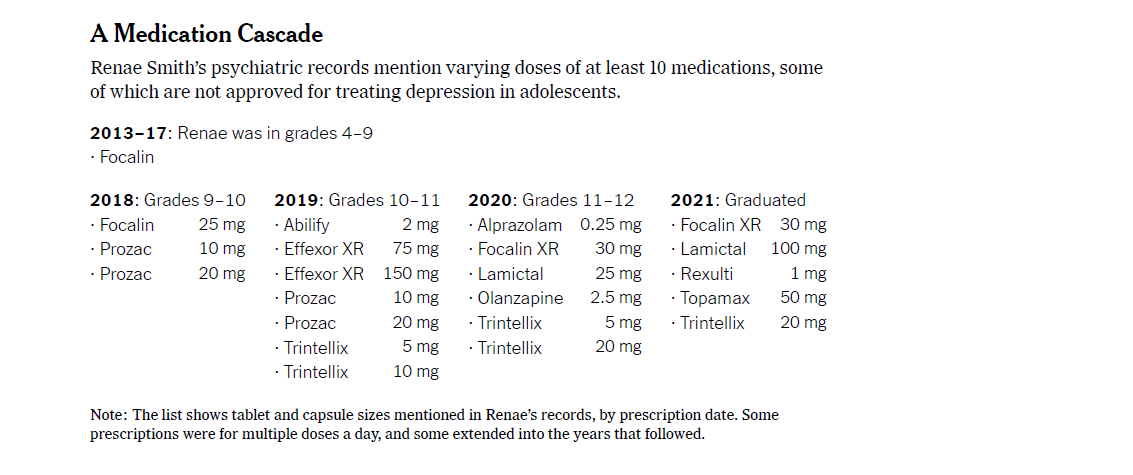 A Medication Cascade
Renae Smith’s psychiatric records mention varying doses of at least 10 medications, some
of which are not approved for treating depression in adolescents.
2013–17: Renae was in grades 4–9
· Focalin
2018: Grades 9–10
· Focalin 25 mg
· Prozac 10 mg
· Prozac 20 mg
2019: Grades 10–11
· Abilify 2 mg
· Effexor XR 75 mg
· Effexor XR 150 mg
· Prozac 10 mg
· Prozac 20 mg
· Trintellix 5 mg
· Trintellix 10 mg
2020: Grades 11–12
· Alprazolam 0.25 mg
· Focalin XR 30 mg
· Lamictal 25 mg
· Olanzapine 2.5 mg
· Trintellix 5 mg
· Trintellix 20 mg
2021: Graduated
· Focalin XR 30 mg
· Lamictal 100 mg
· Rexulti 1 mg
· Topamax 50 mg
· Trintellix 20 mg
Note: The list shows tablet and capsule sizes mentioned in Renae’s records, by prescription date. Some
prescriptions were for multiple doses a day, and some extended into the years that followed.